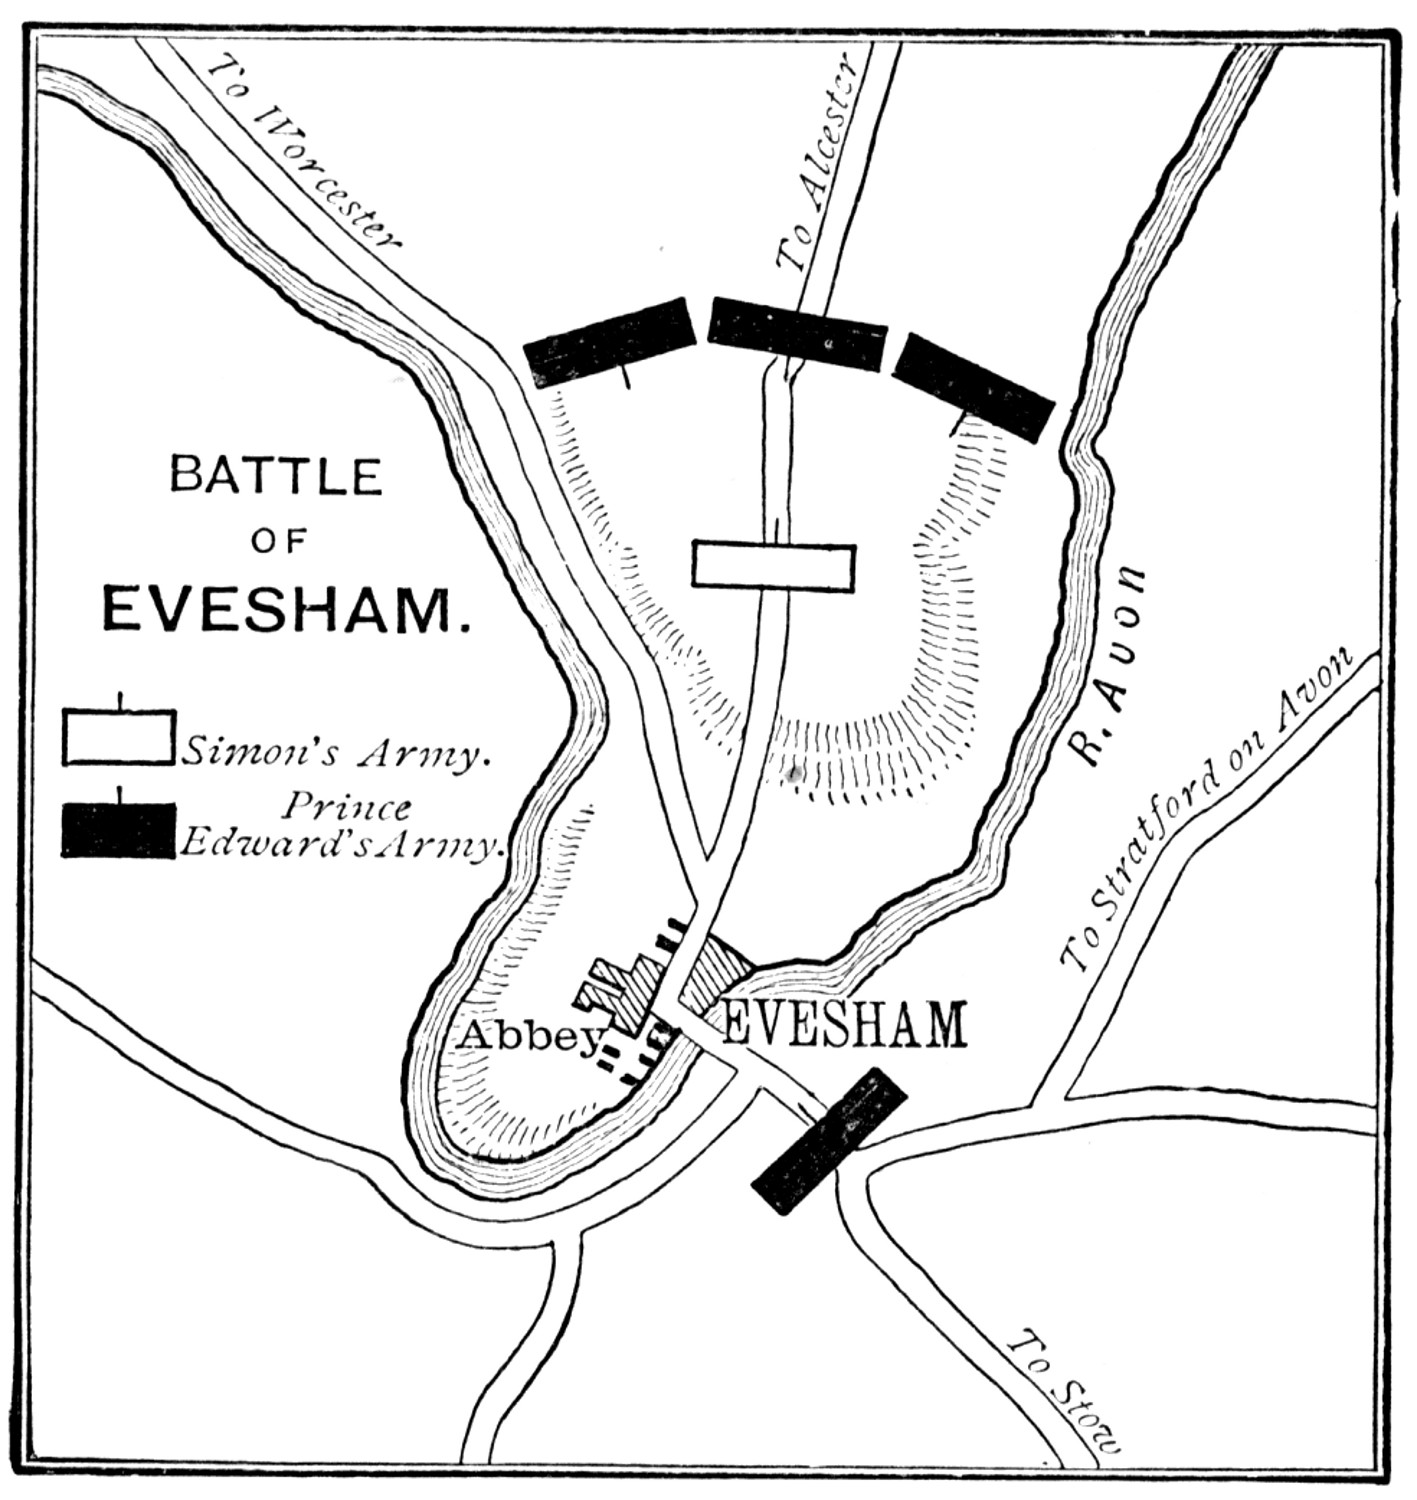 To Worcester
To Alcester
BATTLE
OF
EVESHAM.
Simon's Army.
Prince
Edward's Army.
R. Avon
To Stratford on Avon
Abbey
EVESHAM
To Stow